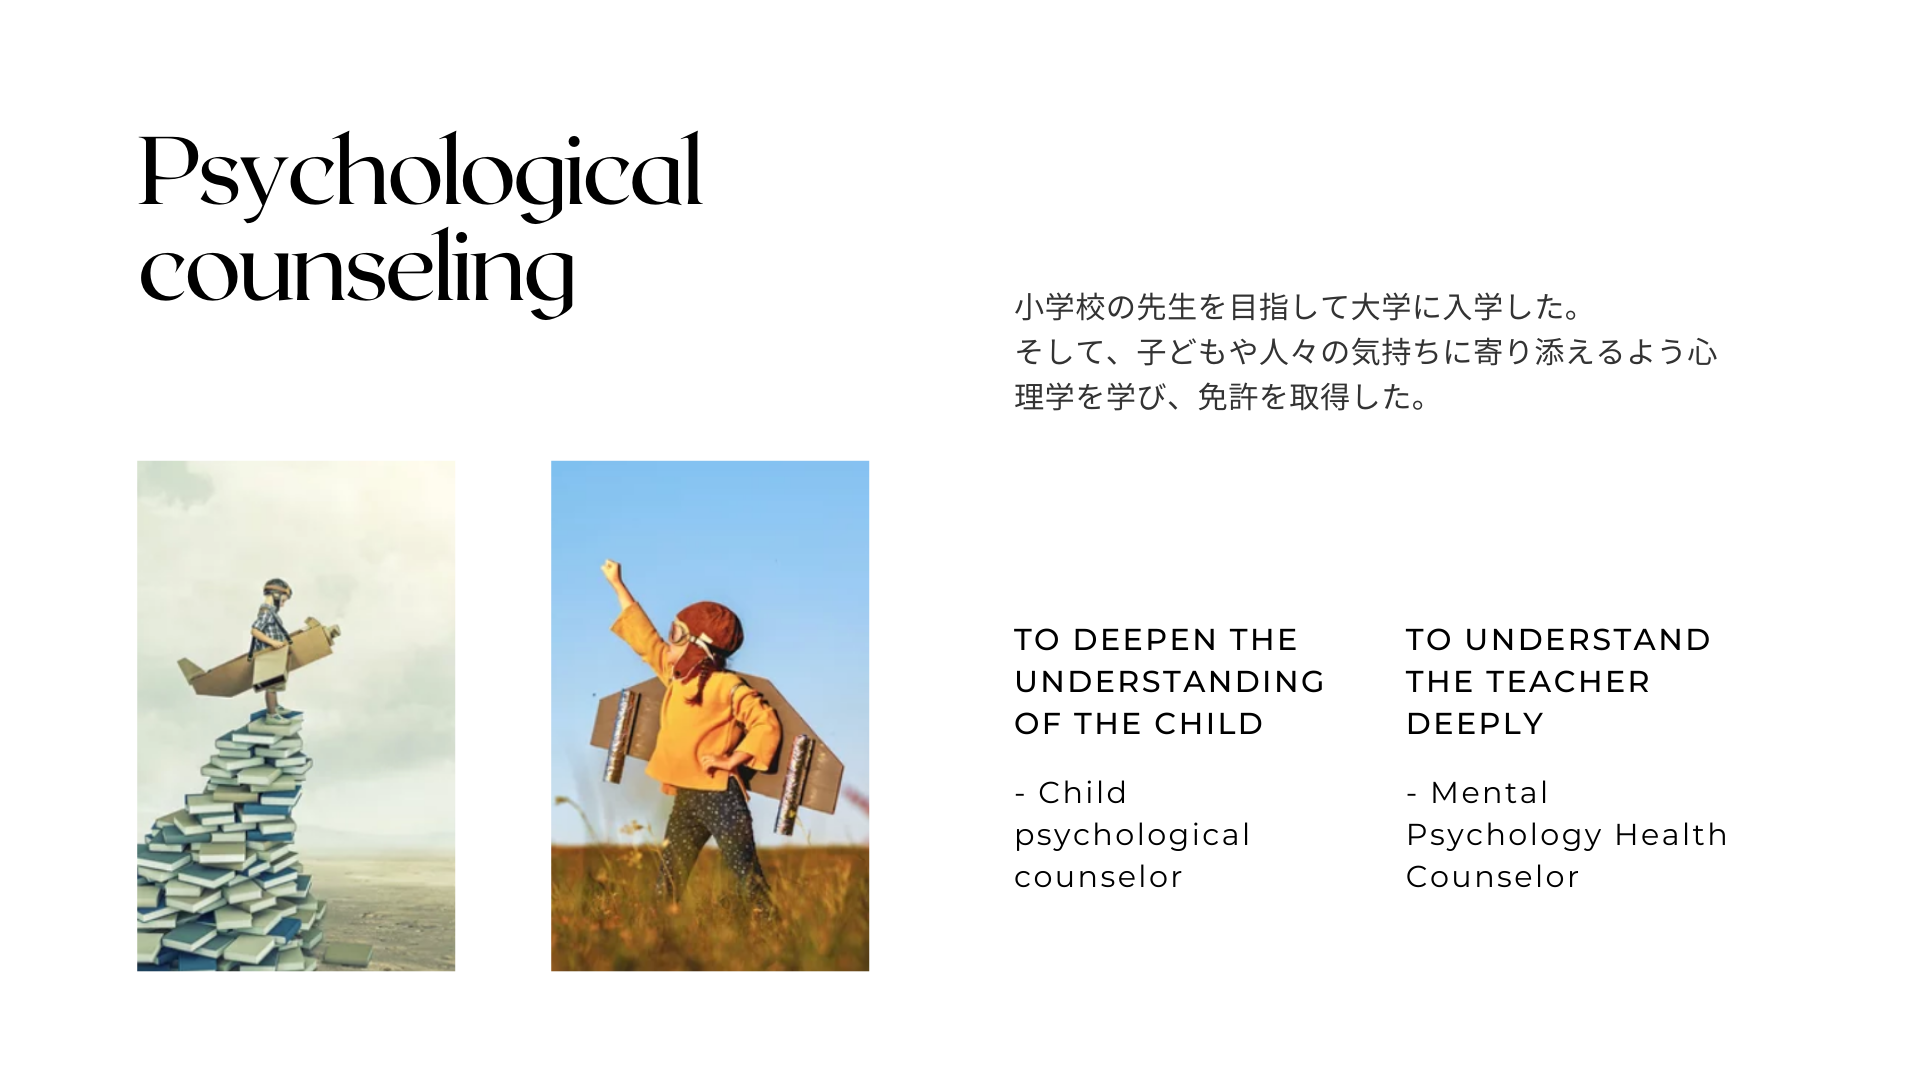 Psychological
counseling
小学校の先生を目指して大学に入学した。
そして、子どもや人々の気持ちに寄り添えるよう心
理学を学び、免許を取得した。
TO DEEPEN THE
UNDERSTANDING
OF THE CHILD
- Child
psychological
counselor
TO UNDERSTAND
THE TEACHER
DEEPLY
- Mental
Psychology Health
Counselor